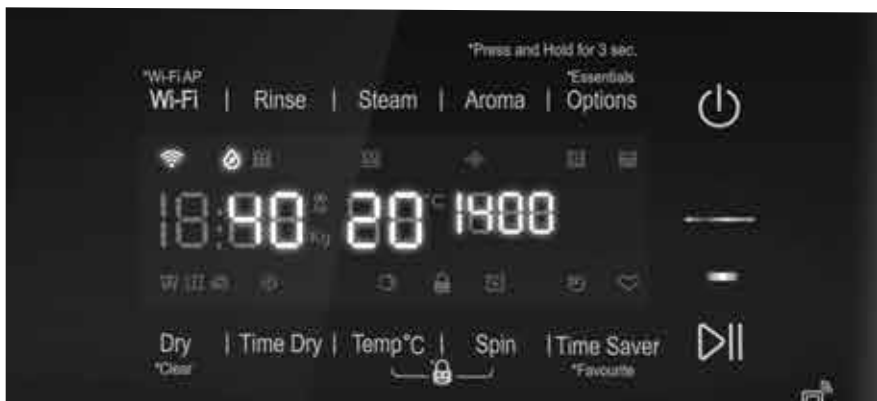 *Press and Hold for 3 sec.
*Wi-Fi AP *Essentials
Wi-Fi | Rinse | Steam | Aroma | Options
40 20 °C 1400
Kg
Dry | Time Dry | Temp°C | Spin | Time Saver
*Clear *Favourite